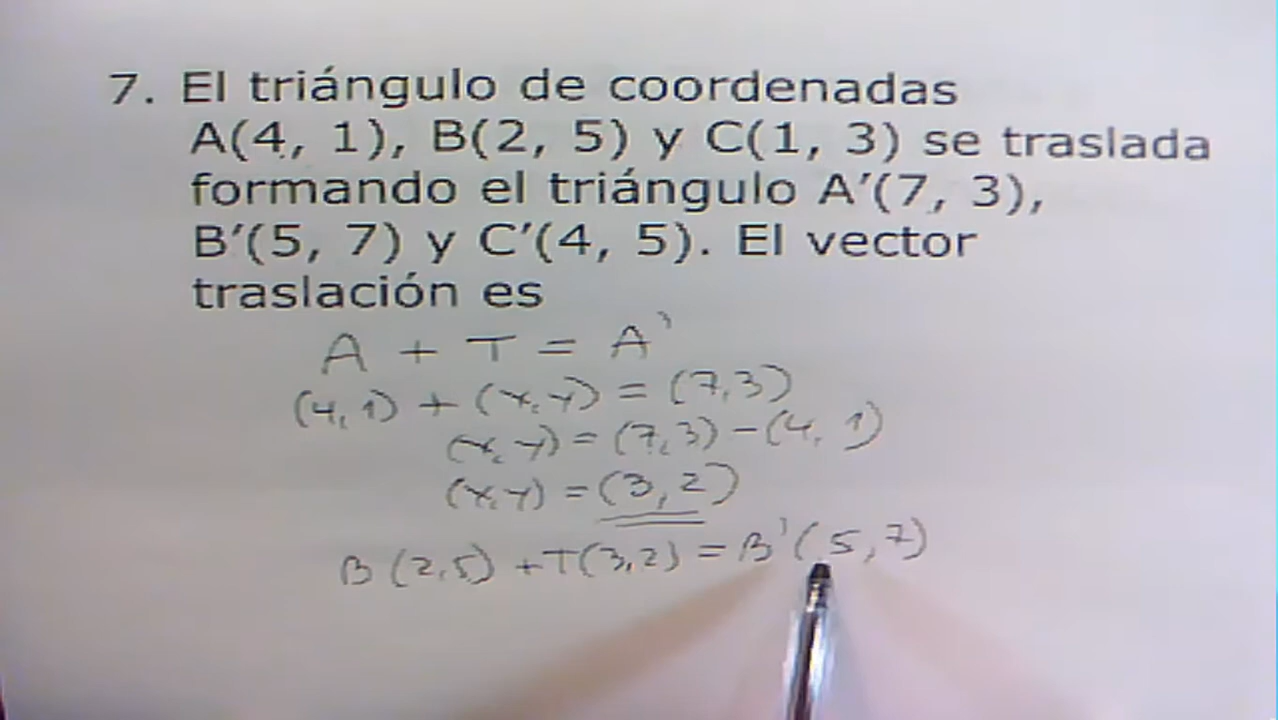 7. El triángulo de coordenadas
A(4, 1), B(2, 5) y C(1, 3) se traslada
formando el triángulo A′(7, 3),
B′(5, 7) y C′(4, 5). El vector
traslación es
A + T = A'
(4, 1) + (x, y) = (7, 3)
(x, y) = (7, 3) - (4, 1)
(x, y) = (3, 2)
B (2, 5) + T(3, 2) = B' (5, 7)